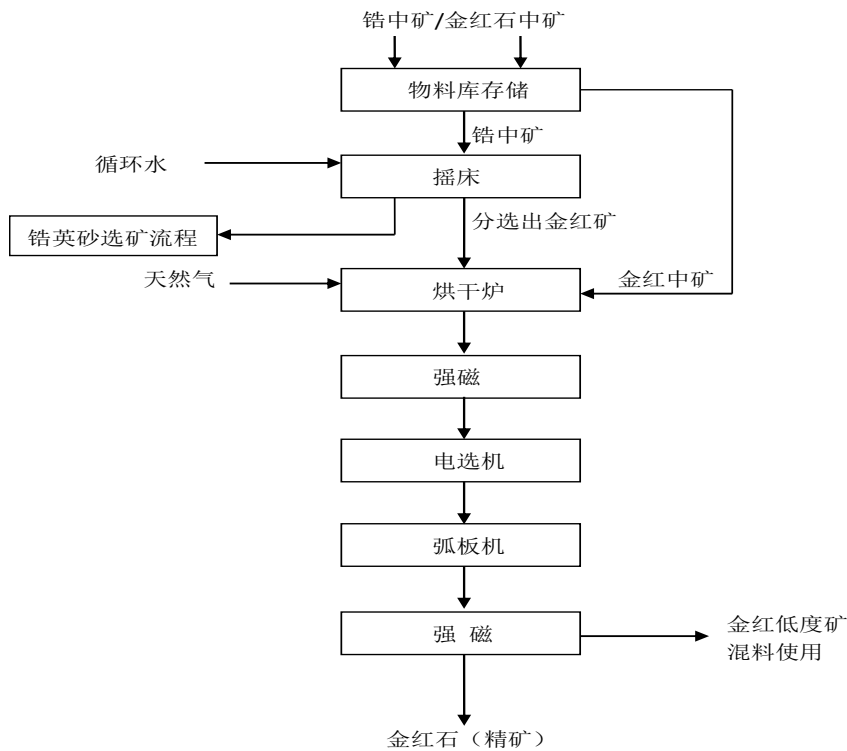 锆中矿/金红石中矿
物料库存储
锆中矿
循环水
摇床
锆英砂选矿流程
分选出金红矿
天然气
烘干炉
金红中矿
强磁
电选机
弧板机
强 磁
金红低度矿
混料使用
金红石（精矿）